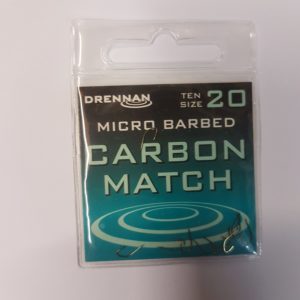 DRENNAN
TEN SIZE 20
MICRO BARBED
CARBON
MATCH